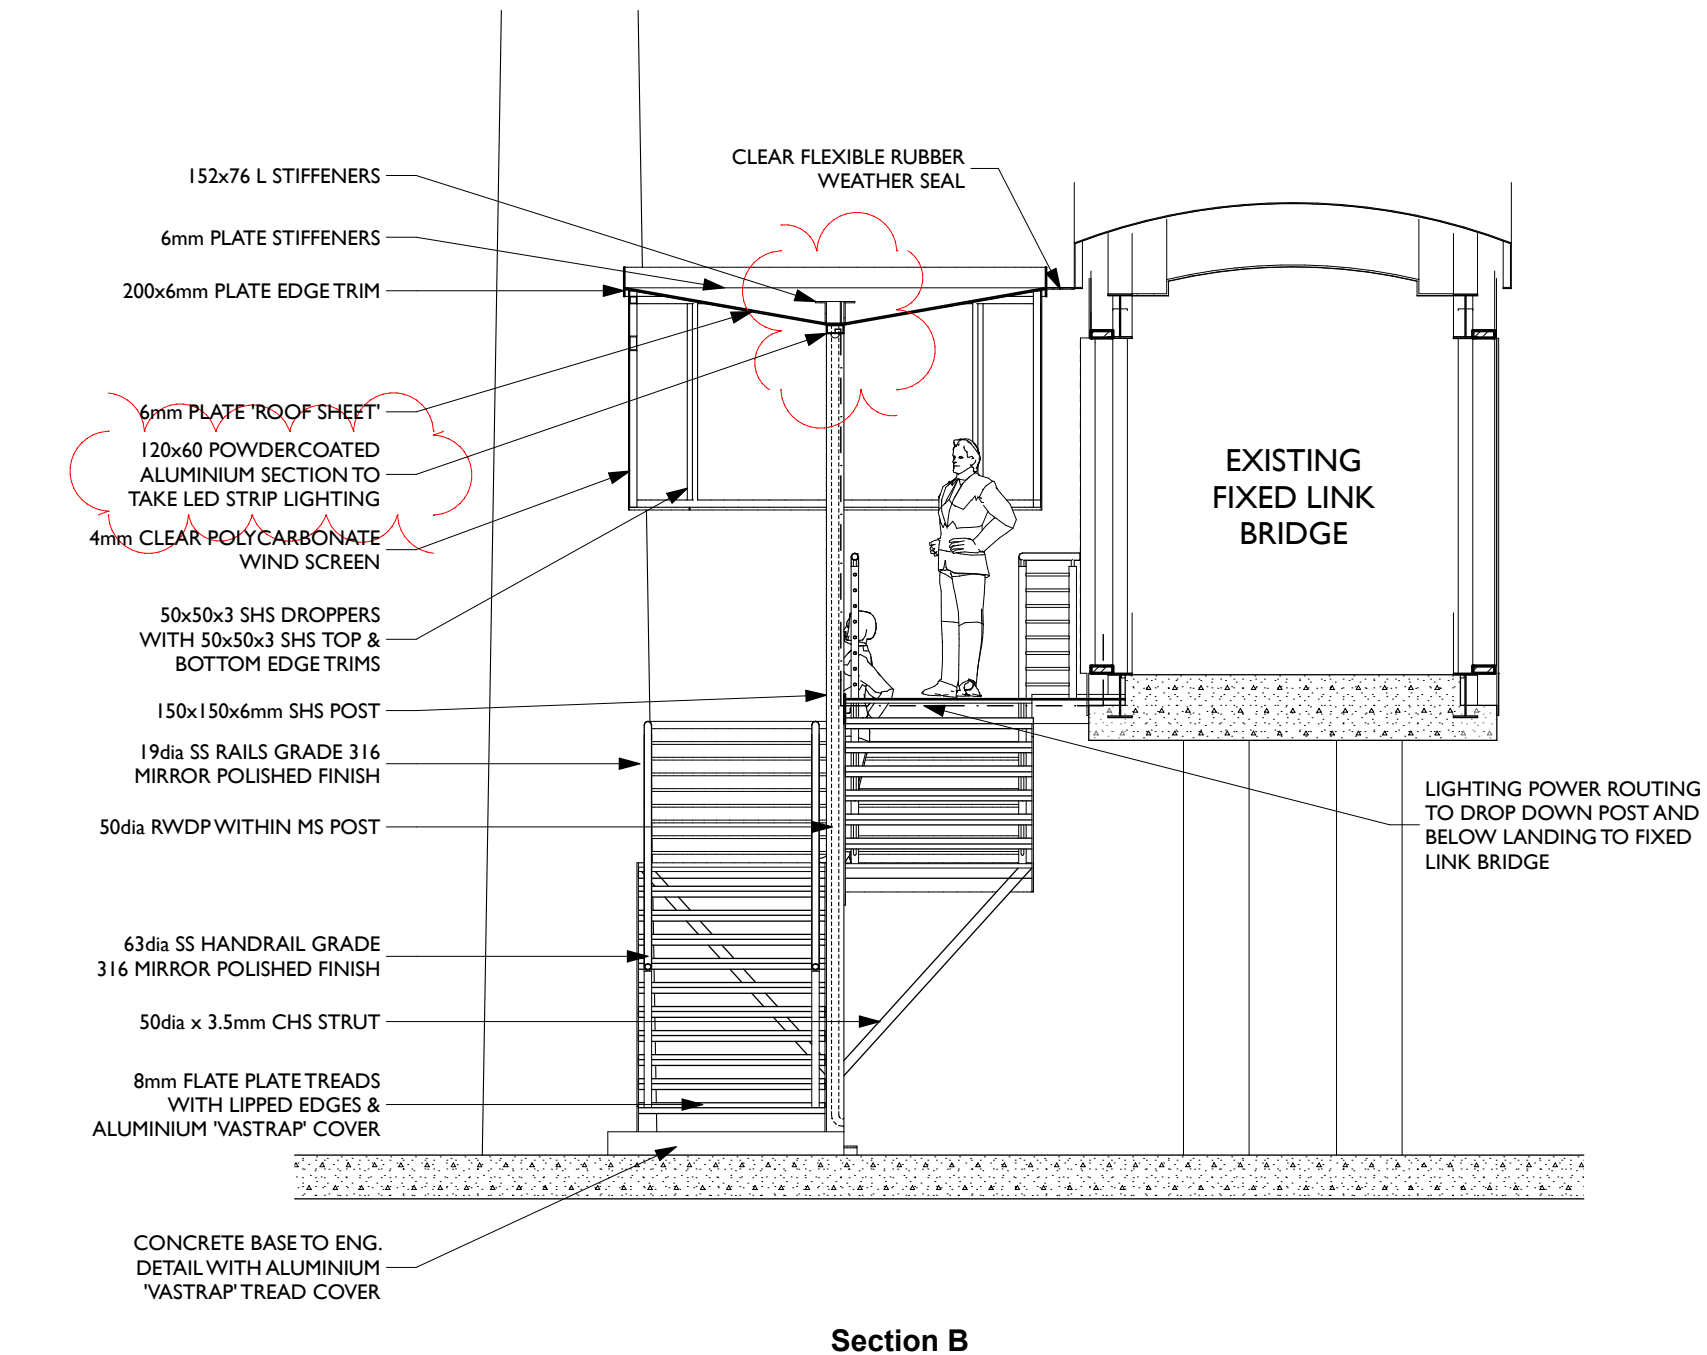 152x76 L STIFFENERS
6mm PLATE STIFFENERS
200x6mm PLATE EDGE TRIM
6mm PLATE 'ROOF SHEET'
120x60 POWDERCOATED
ALUMINIUM SECTION TO
TAKE LED STRIP LIGHTING
4mm CLEAR POLYCARBONATE
WIND SCREEN
50x50x3 SHS DROPPERS
WITH 50x50x3 SHS TOP &
BOTTOM EDGE TRIMS
150x150x6mm SHS POST
19dia SS RAILS GRADE 316
MIRROR POLISHED FINISH
50dia RWDP WITHIN MS POST
63dia SS HANDRAIL GRADE
316 MIRROR POLISHED FINISH
50dia x 3.5mm CHS STRUT
8mm FLATE PLATE TREADS
WITH LIPPED EDGES &
ALUMINIUM 'VASTRAP' COVER
CONCRETE BASE TO ENG.
DETAIL WITH ALUMINIUM
'VASTRAP' TREAD COVER
CLEAR FLEXIBLE RUBBER
WEATHER SEAL
EXISTING
FIXED LINK
BRIDGE
LIGHTING POWER ROUTING
TO DROP DOWN POST AND
BELOW LANDING TO FIXED
LINK BRIDGE
Section B